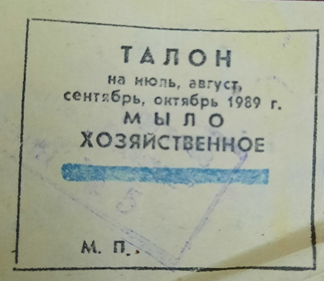 ТАЛОН
на июль, август,
сентябрь, октябрь 1989 г.
МЫЛО
ХОЗЯЙСТВЕННОЕ
М. П.